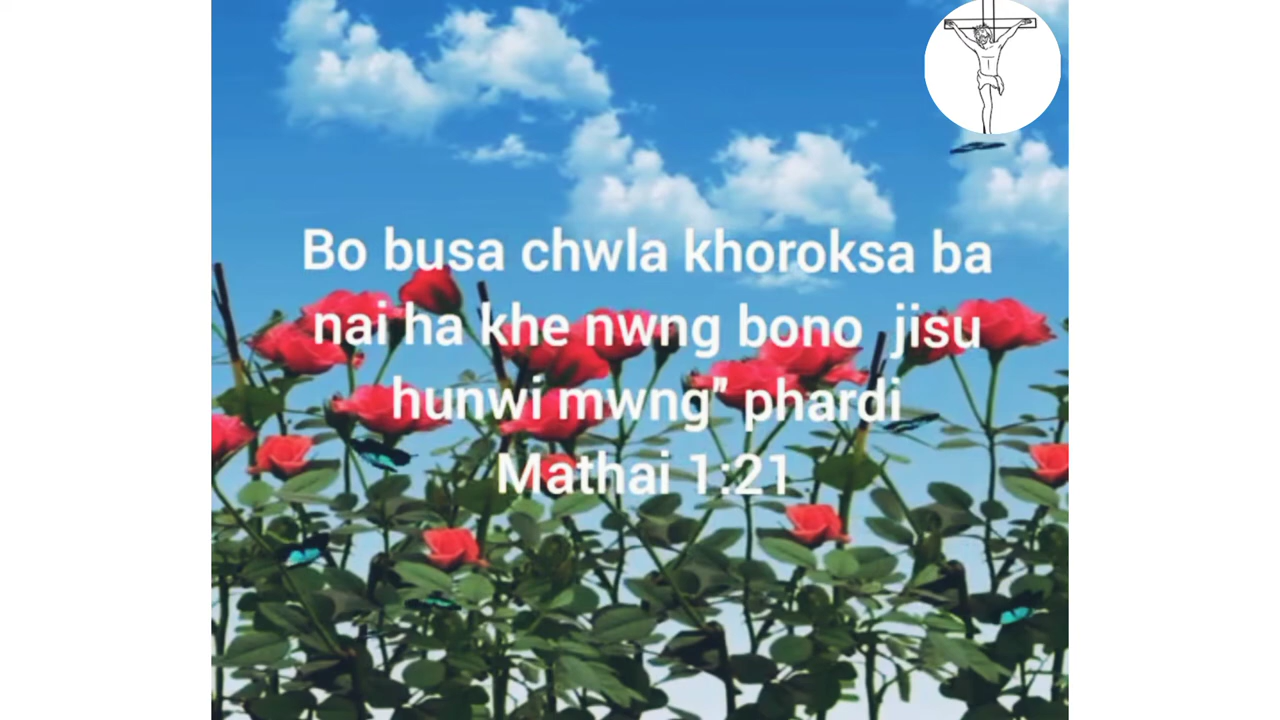 Bo busa chwla khoroksa ba
nai ha khe nwng bono jisu
hunwi mwng" phardi
Mathai 1:21